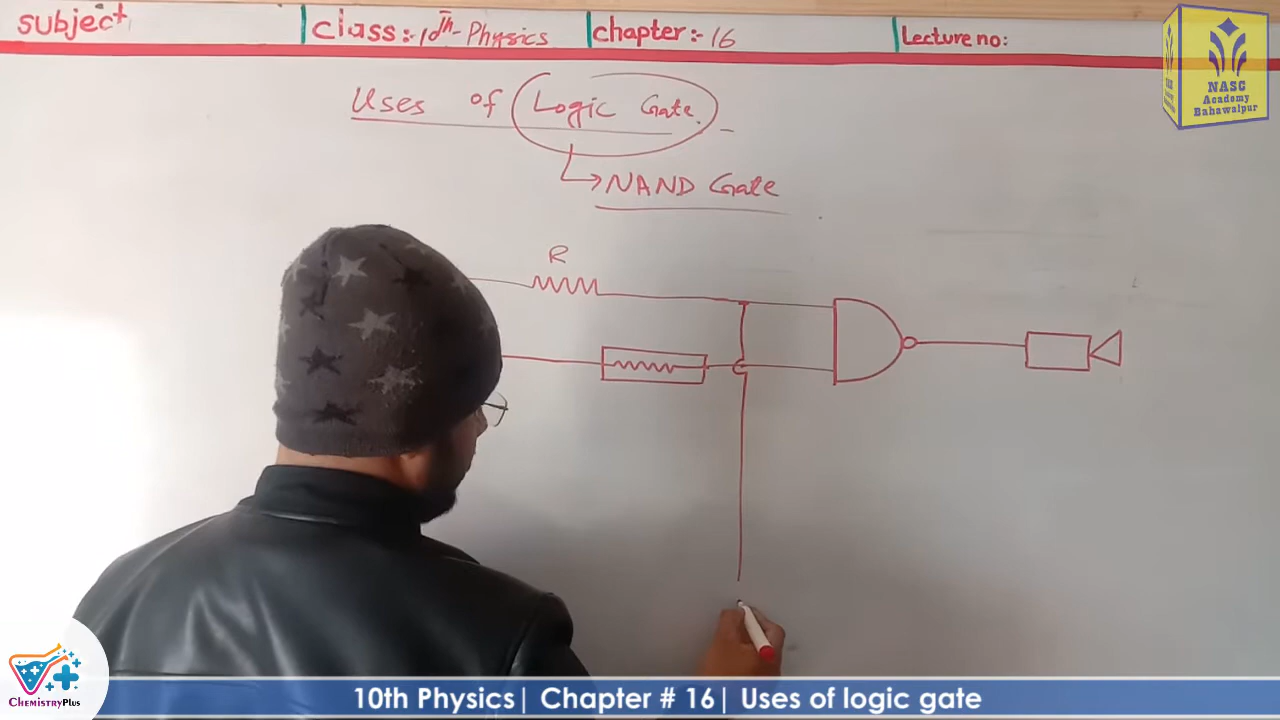 subject
class:- 10th- Physics
chapter:- 16
Lecture no:
NASC
Academy
Bahawalpur
Uses of Logic Gate.
NAND Gate
R
ChemistryPlus
10th Physics| Chapter # 16| Uses of logic gate